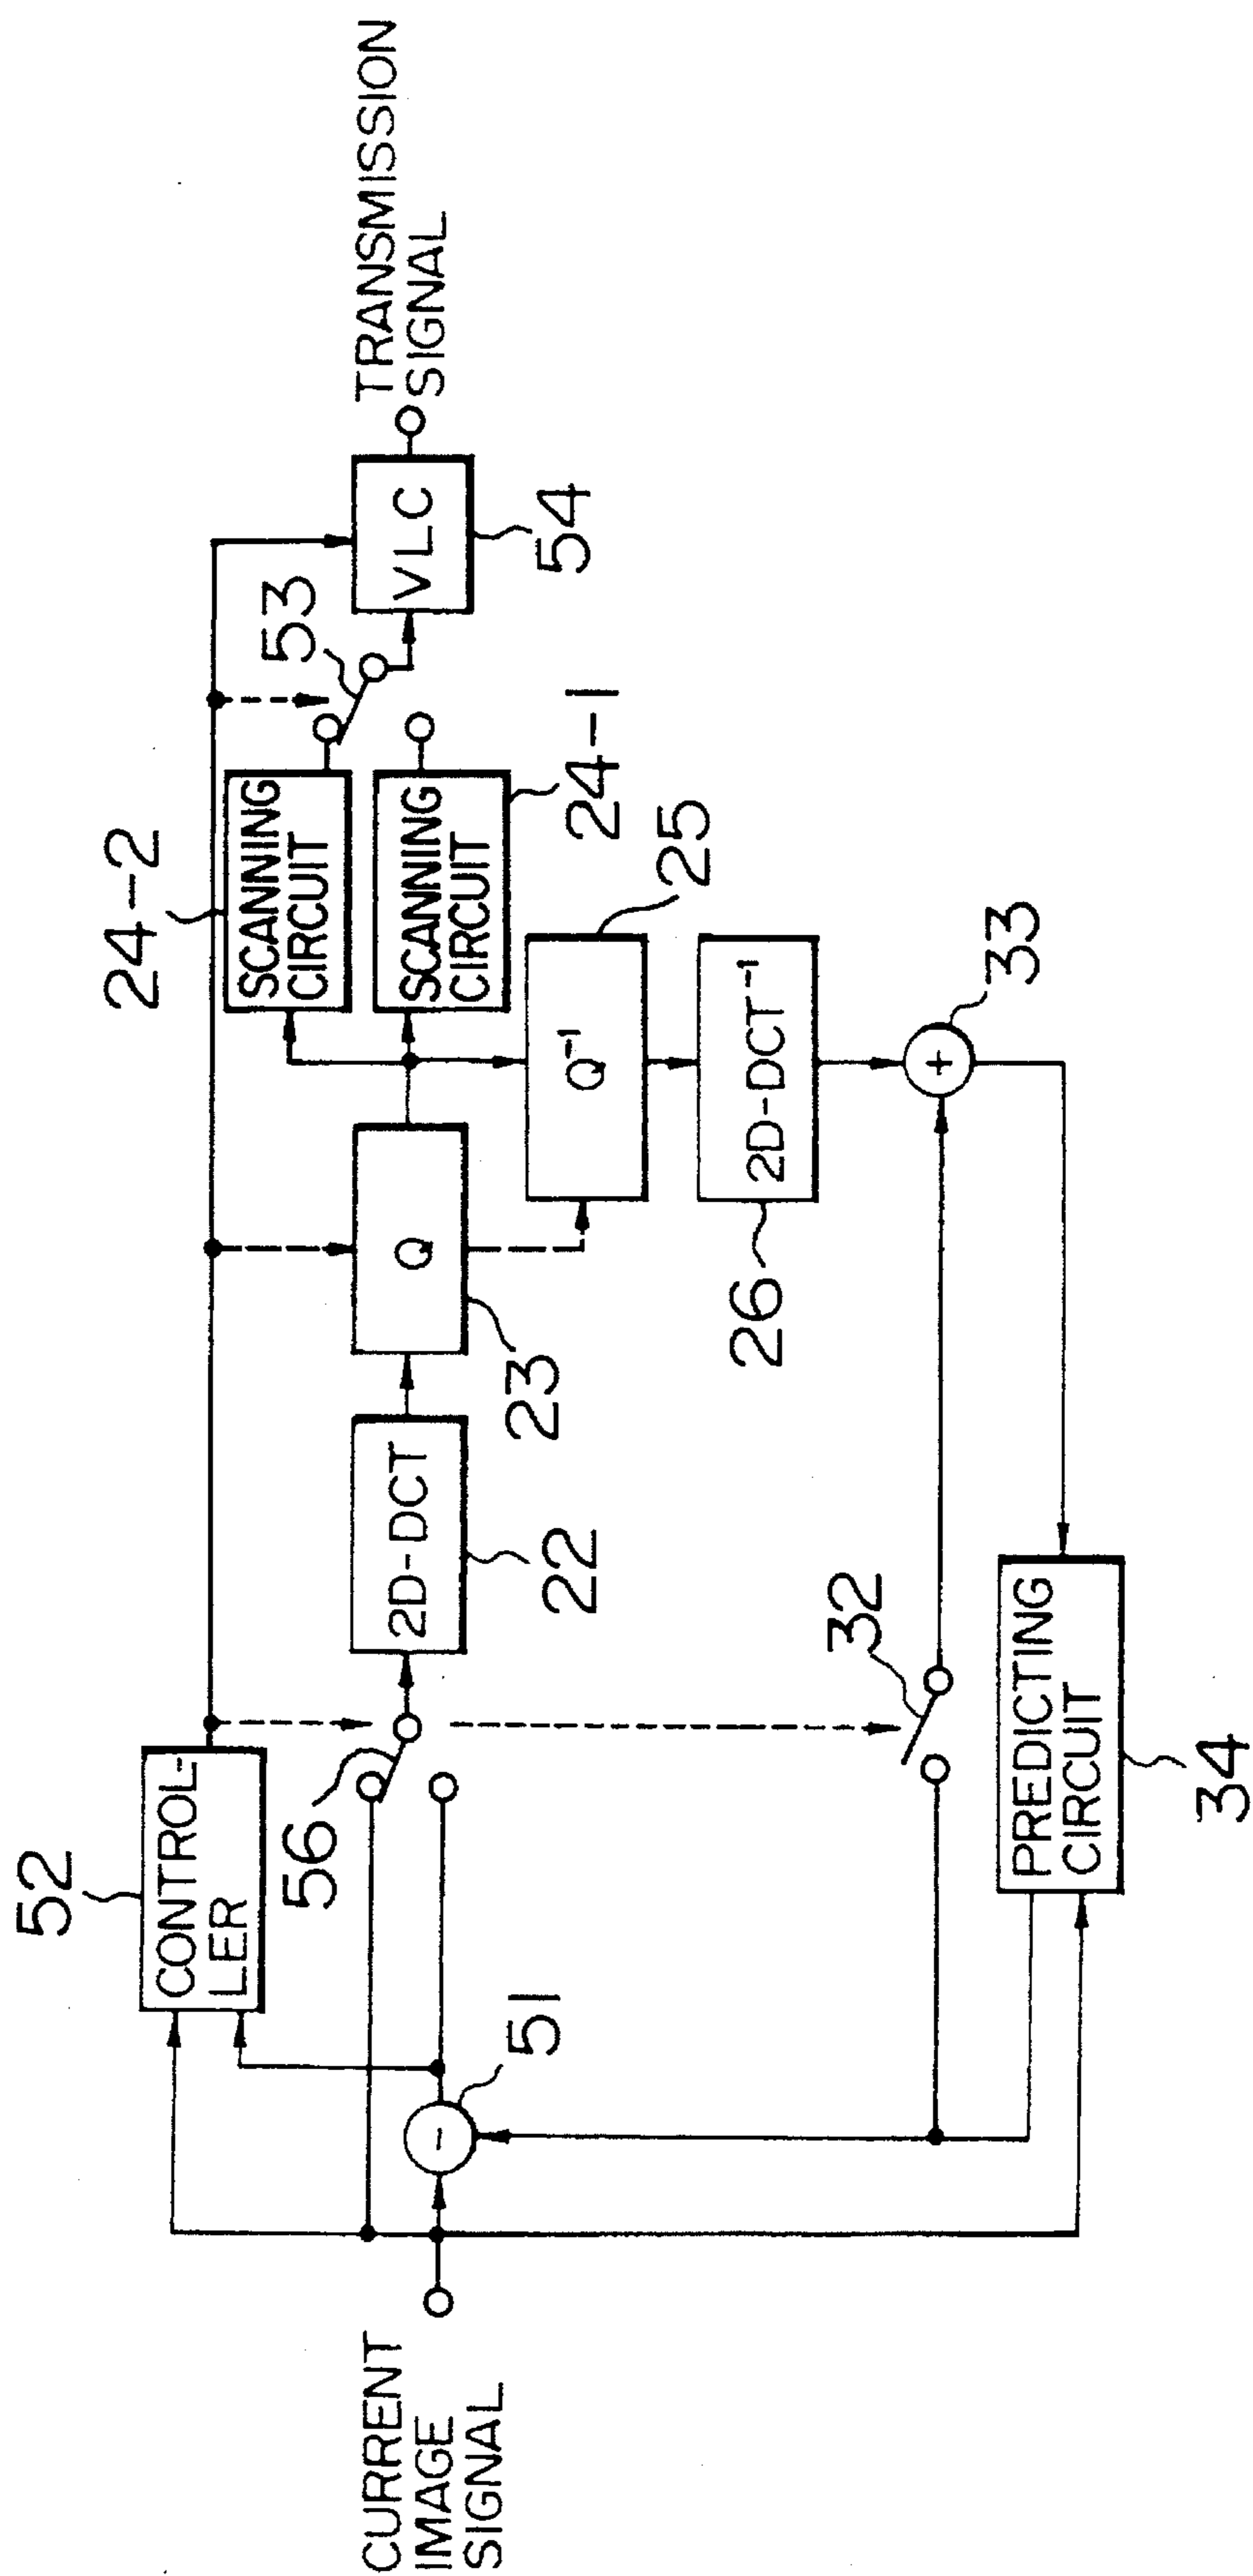 52
CONTROL-
LER
56
CURRENT
IMAGE
SIGNAL
−
51
2D-DCT
22
Q
23
24-2
SCANNING
CIRCUIT
SCANNING
CIRCUIT
24-1
53
VLC
54
TRANSMISSION
SIGNAL
Q⁻¹
25
2D-DCT⁻¹
26
+
33
32
PREDICTING
CIRCUIT
34